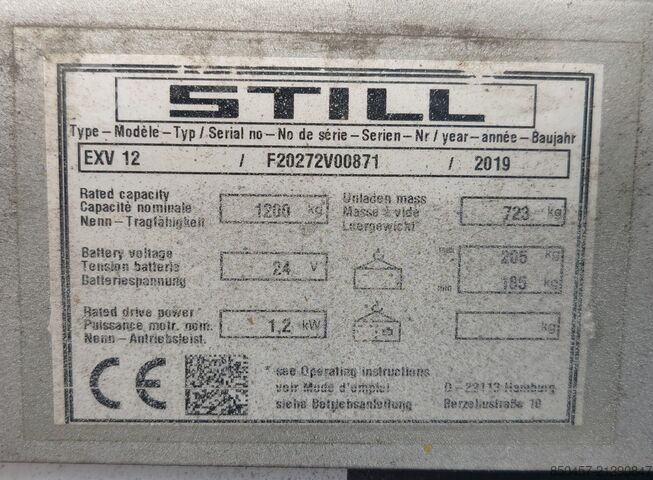 STILL
Type – Modèle – Typ / Serial no – No de série – Serien – Nr / year – année – Baujahr
EXV 12 / F20272V00871 / 2019
Rated capacity
Capacité nominale
Nenn – Tragfähigkeit
1200 kg
Unladen mass
Masse à vide
Leergewicht
723 kg
Battery voltage
Tension batterie
Batteriespannung
24 V
max 205 kg
min 185 kg
Rated drive power *
Puissance motr. nom.
Nenn – Antriebsleist.
1,2 kW
kg
CE
* see Operating instructions
voir Mode d'emploi
siehe Betriebsanleitung
D – 22113 Hamburg
Berzeliusstraße 10